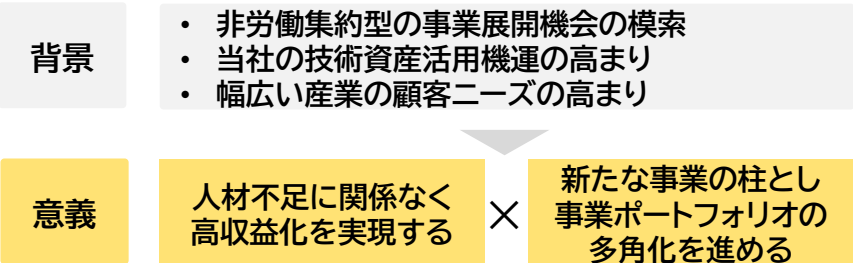 背景
• 非労働集約型の事業展開機会の模索
• 当社の技術資産活用機運の高まり
• 幅広い産業の顧客ニーズの高まり
意義
人材不足に関係なく
高収益化を実現する
×
新たな事業の柱とし
事業ポートフォリオの
多角化を進める